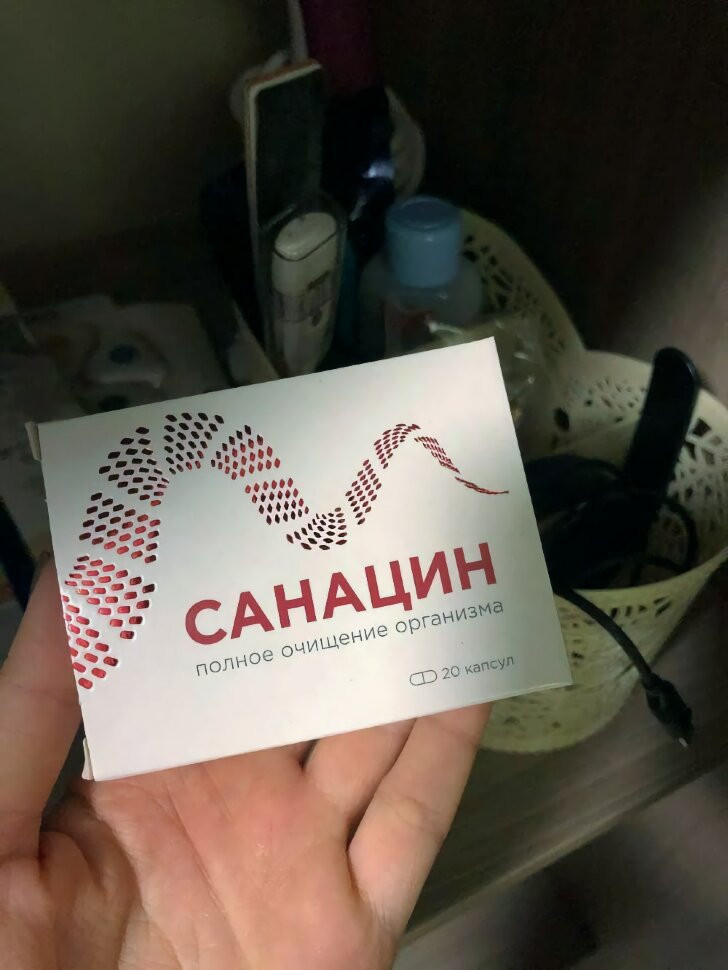 САНАЦИН
полное очищение организма
20 капсул